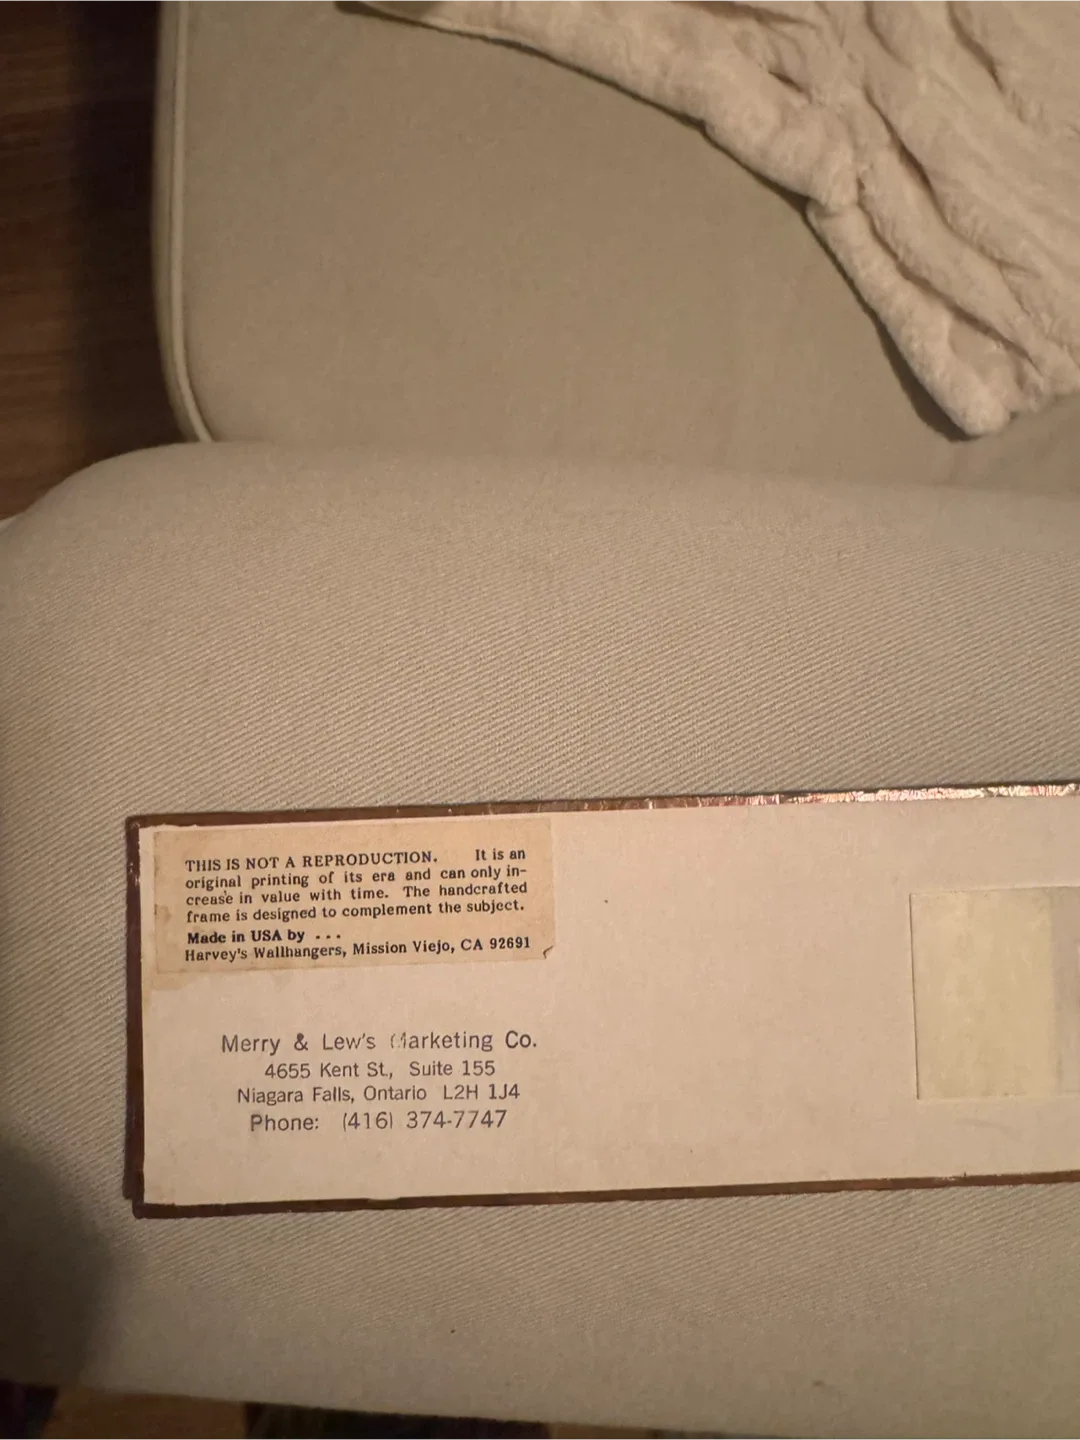 THIS IS NOT A REPRODUCTION. It is an
original printing of its era and can only in-
crease in value with time. The handcrafted
frame is designed to complement the subject.
Made in USA by ...
Harvey's Wallhangers, Mission Viejo, CA 92691
Merry & Lew's Marketing Co.
4655 Kent St., Suite 155
Niagara Falls, Ontario L2H 1J4
Phone: (416) 374-7747